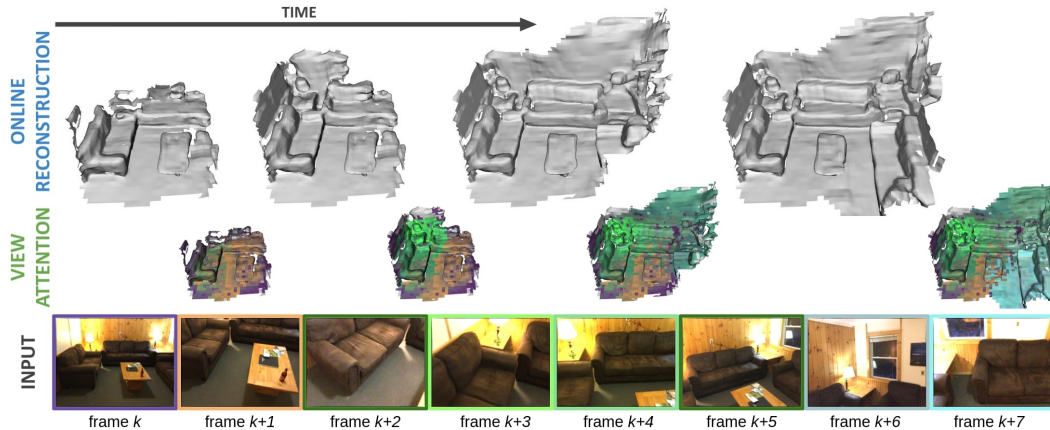 TIME
ONLINE
RECONSTRUCTION
VIEW
ATTENTION
INPUT
frame k
frame k+1
frame k+2
frame k+3
frame k+4
frame k+5
frame k+6
frame k+7